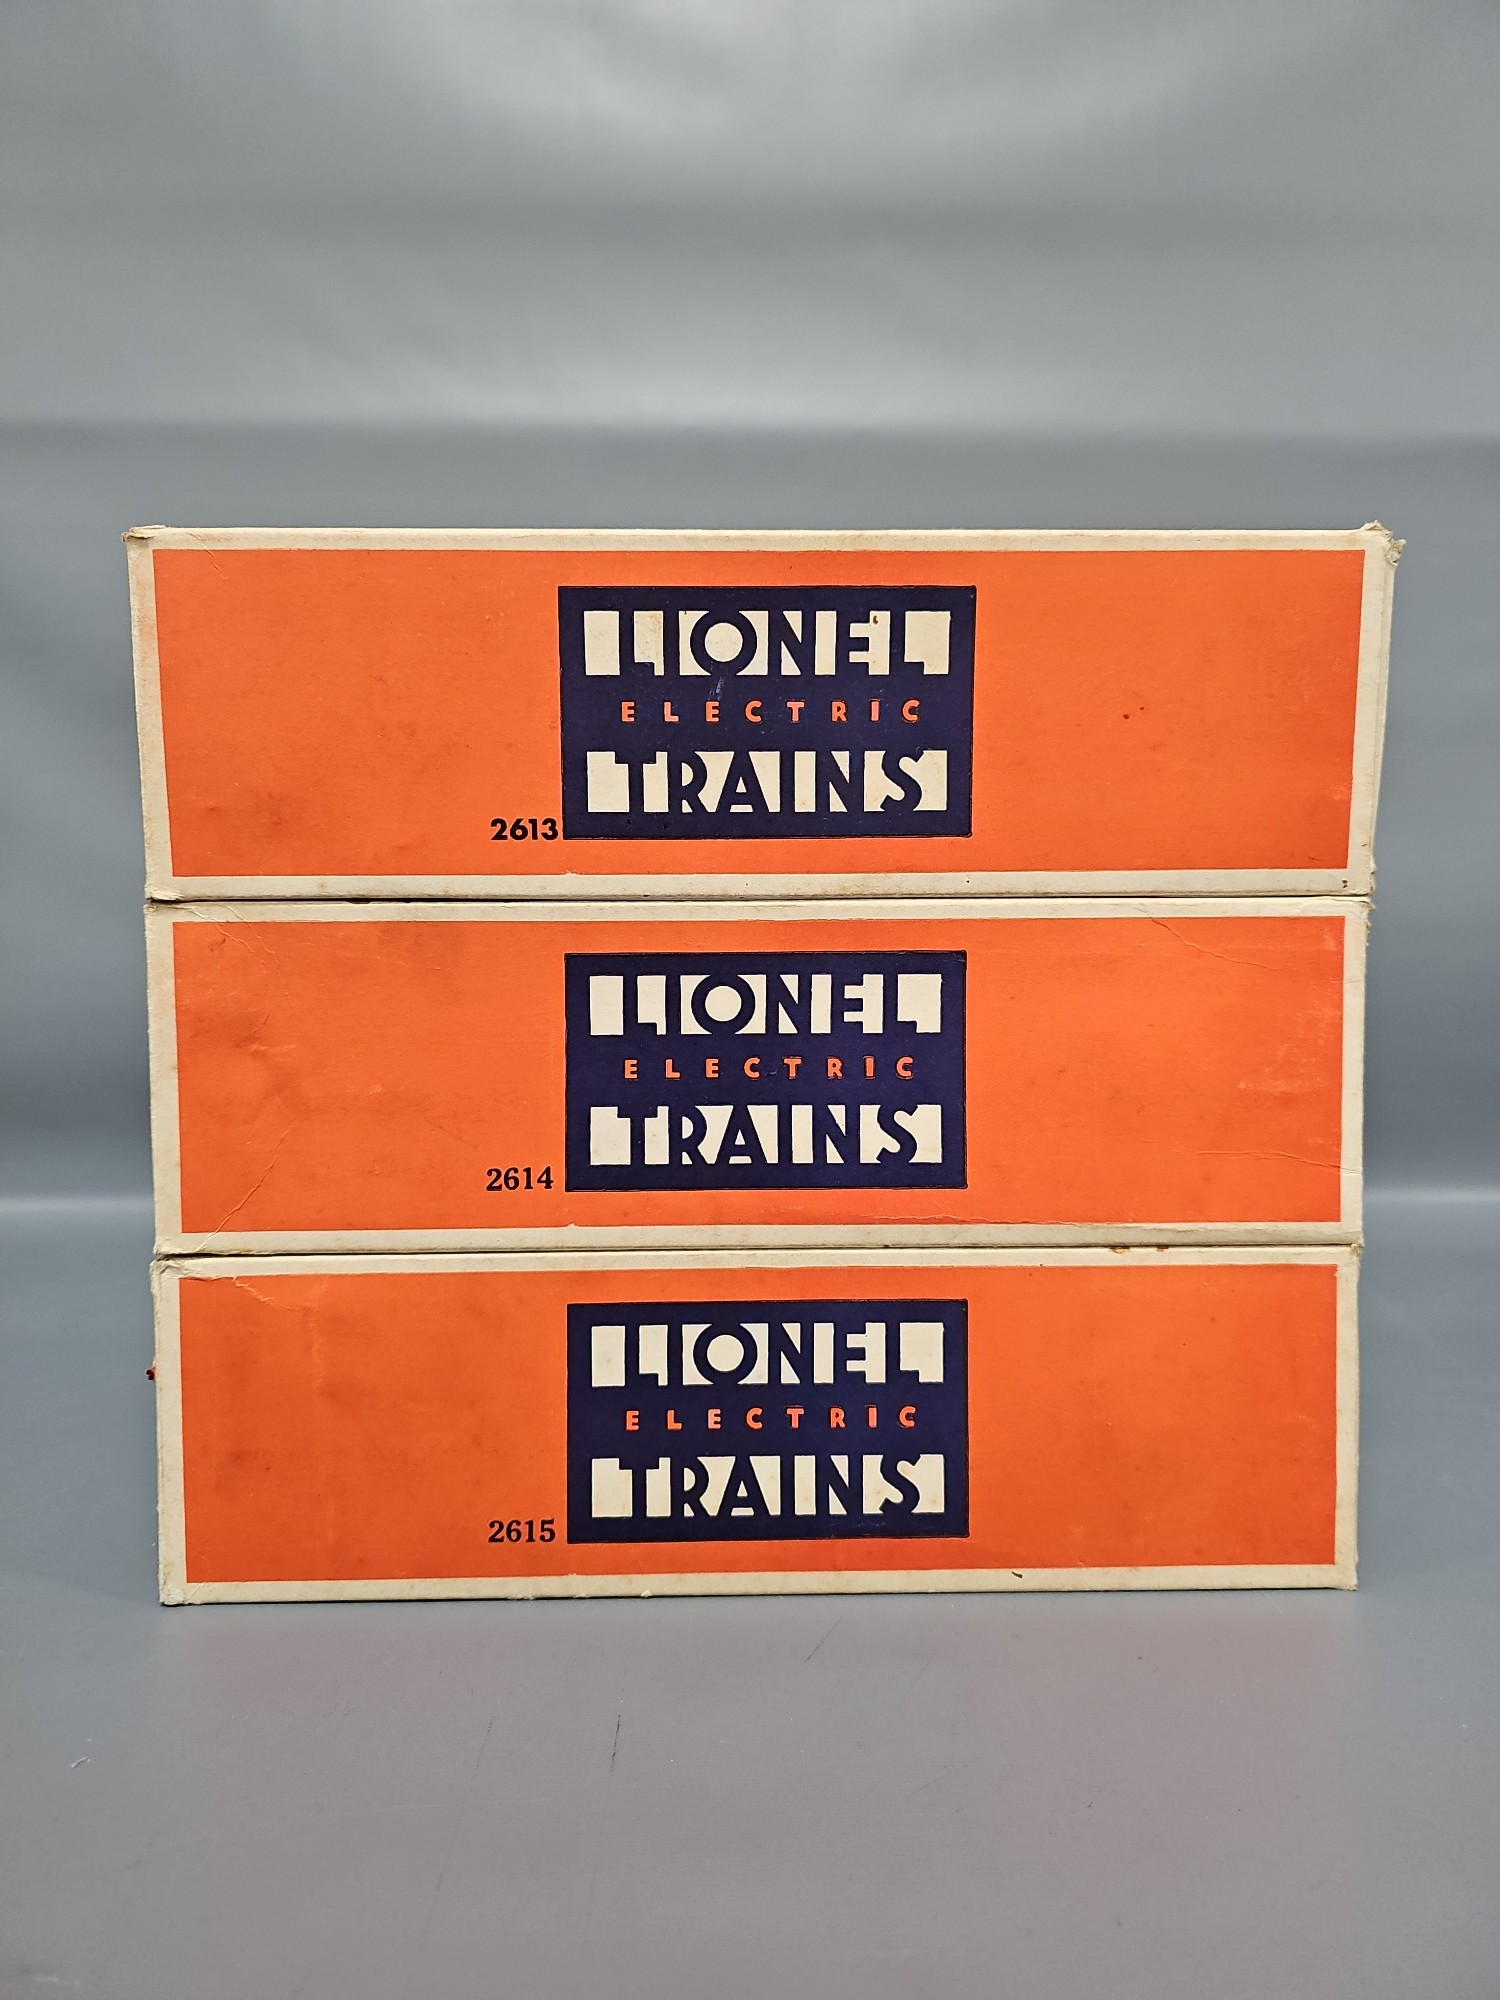 LIONEL
ELECTRIC
TRAINS
2613
LIONEL
ELECTRIC
TRAINS
2614
LIONEL
ELECTRIC
TRAINS
2615